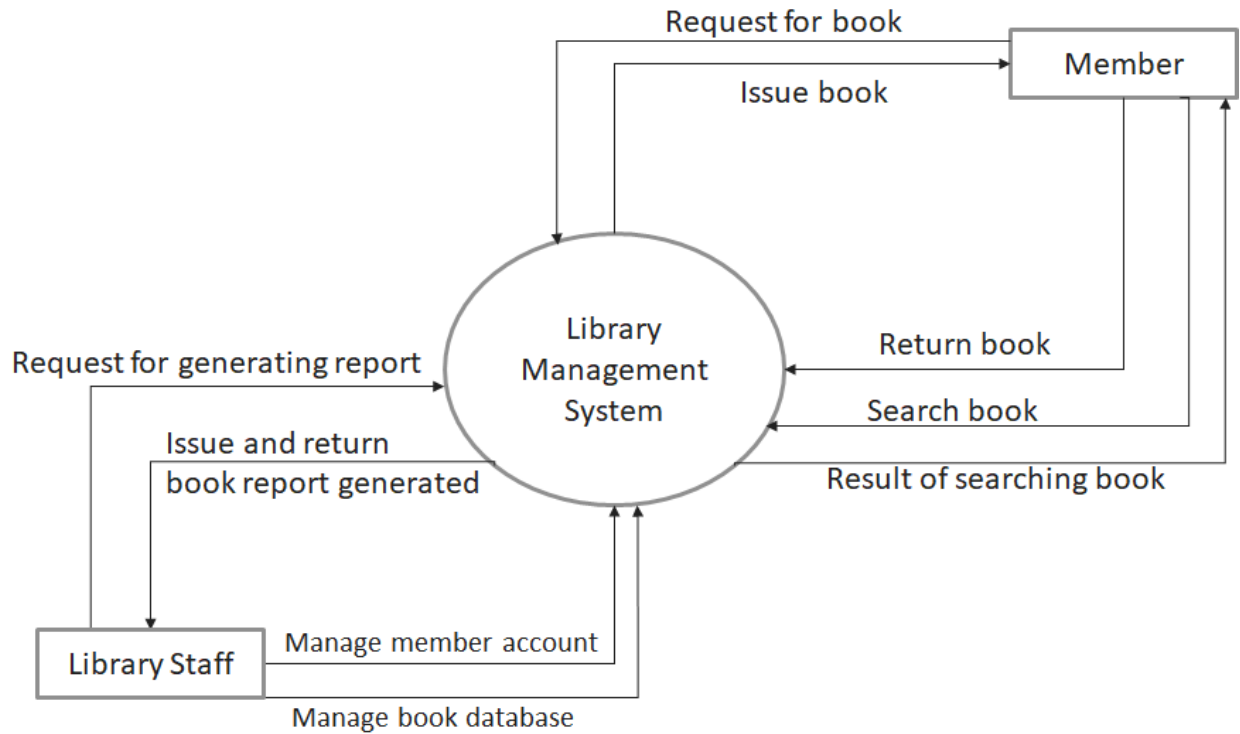 Request for book
Member
Issue book
Library
Management
System
Return book
Request for generating report
Search book
Issue and return
book report generated
Result of searching book
Manage member account
Library Staff
Manage book database